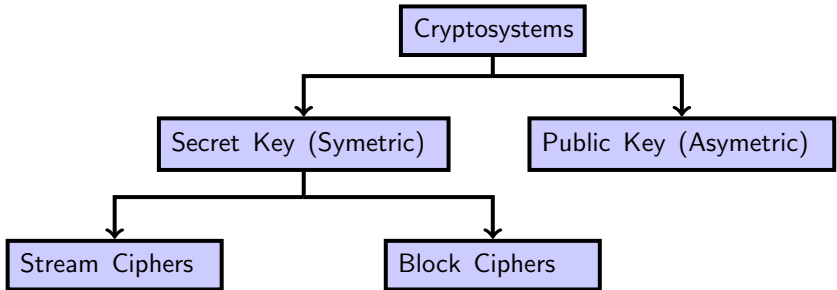 Cryptosystems
Secret Key (Symetric)
Public Key (Asymetric)
Stream Ciphers
Block Ciphers